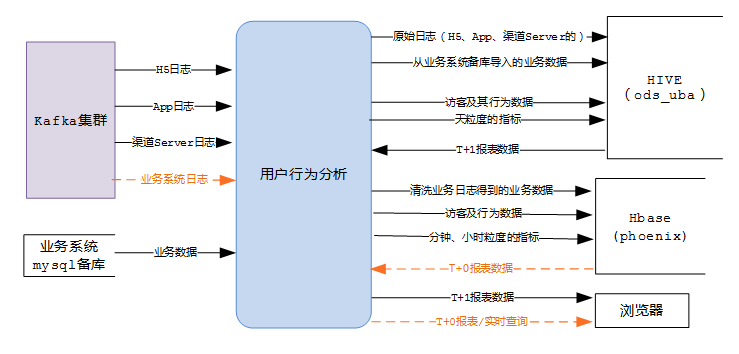 Kafka集群
H5日志
App日志
渠道Server日志
业务系统日志
业务系统
mysql备库
业务数据
用户行为分析
原始日志（H5、App、渠道Server的）
从业务系统备库导入的业务数据
访客及其行为数据
天粒度的指标
T+1报表数据
HIVE
（ods_uba）
清洗业务日志得到的业务数据
访客及行为数据
分钟、小时粒度的指标
T+0报表数据
Hbase
(phoenix)
T+1报表数据
T+0报表/实时查询
浏览器